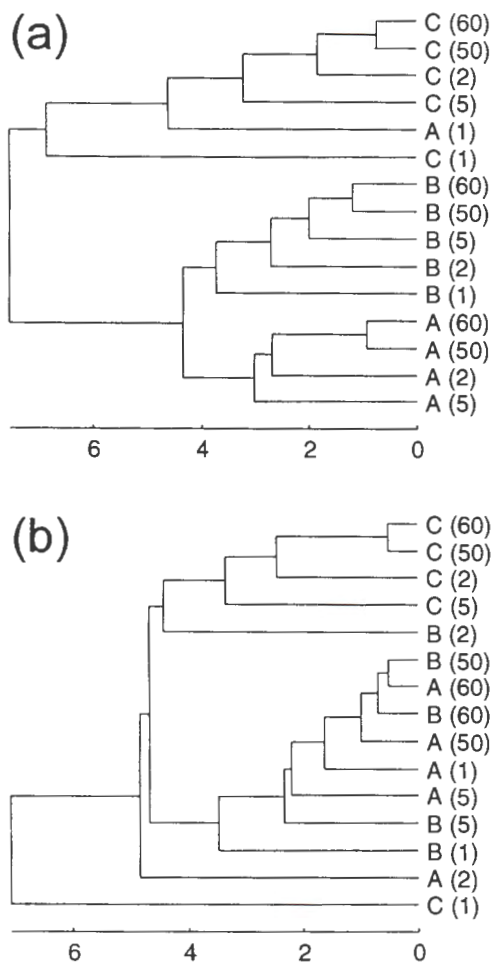 (a)
C (60)
C (50)
C (2)
C (5)
A (1)
C (1)
B (60)
B (50)
B (5)
B (2)
B (1)
A (60)
A (50)
A (2)
A (5)
6 4 2 0
(b)
C (60)
C (50)
C (2)
C (5)
B (2)
B (50)
A (60)
B (60)
A (50)
A (1)
A (5)
B (5)
B (1)
A (2)
C (1)
6 4 2 0